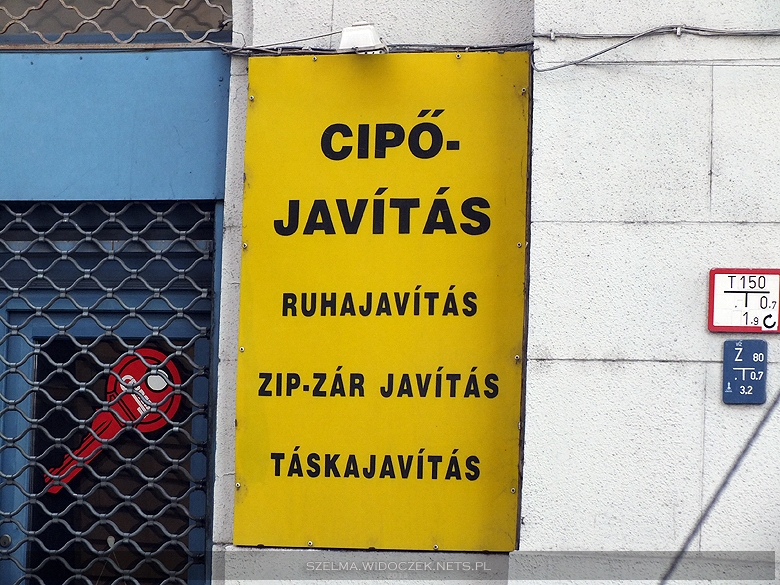 CIPŐ-
JAVÍTÁS
RUHAJAVÍTÁS
ZIP-ZÁR JAVÍTÁS
TÁSKAJAVÍTÁS
T150
0.7
1.9
Z 80
0.7
3.2
SZELMA.WIDOCZEK.NETS.PL